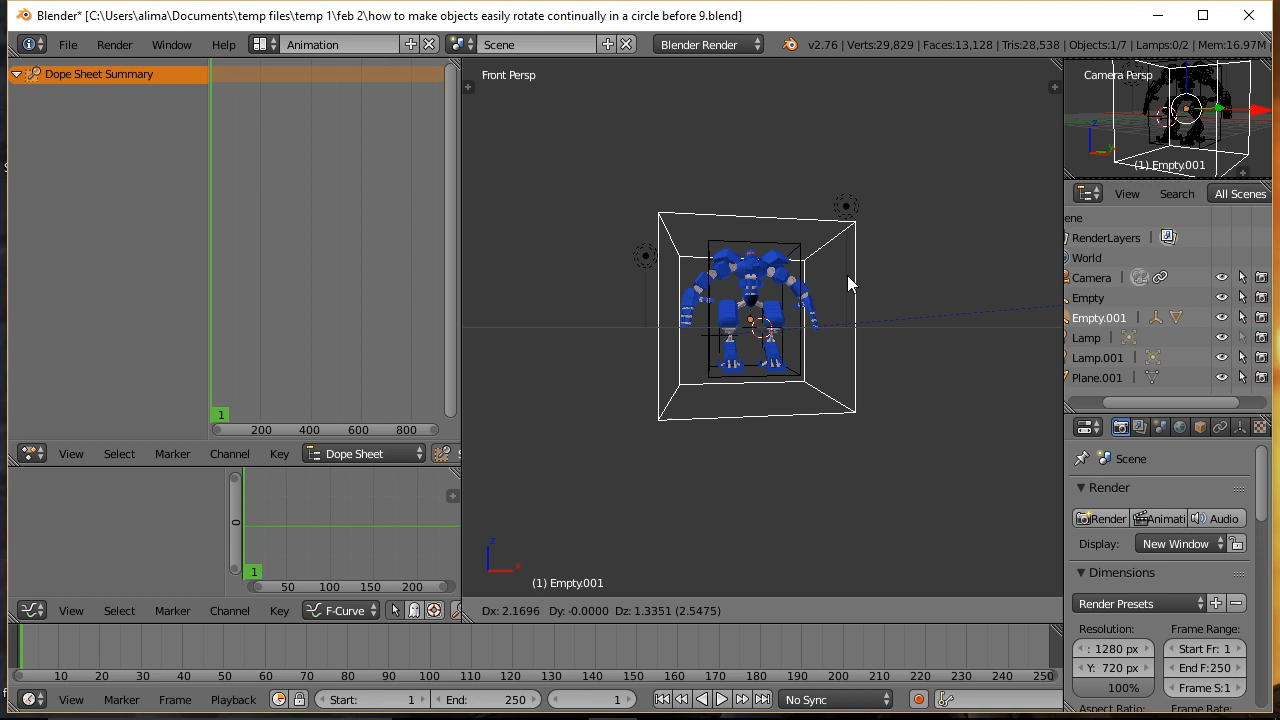 Blender* [C:\Users\alima\Documents\temp files\temp 1\feb 2\how to make objects easily rotate continually in a circle before 9.blend]
File Render Window Help Animation Scene Blender Render v2.76 | Verts:29,829 | Faces:13,128 | Tris:28,538 | Objects:1/7 | Lamps:0/2 | Mem:16.97M
Dope Sheet Summary
Front Persp
Camera Persp
z
y
(1) Empty.001
View Search All Scenes
ene
RenderLayers
World
Camera
Empty
Empty.001
Lamp
Lamp.001
Plane.001
1
200 400 600 800
View Select Marker Channel Key Dope Sheet S
0
1
50 100 150 200
View Select Marker Channel Key F-Curve
z
x
(1) Empty.001
Dx: 2.1696 Dy: -0.0000 Dz: 1.3351 (2.5475)
Scene
Render
Render Animati Audio
Display: New Window
Dimensions
Render Presets
Resolution: Frame Range:
: 1280 px Start Fr: 1
Y: 720 px End F:250
100% Frame S:1
Aspect Ratio: Frame Rate:
10 20 30 40 50 60 70 80 90 100 110 120 130 140 150 160 170 180 190 200 210 220 230 240 250
View Marker Frame Playback Start: 1 End: 250 1 No Sync